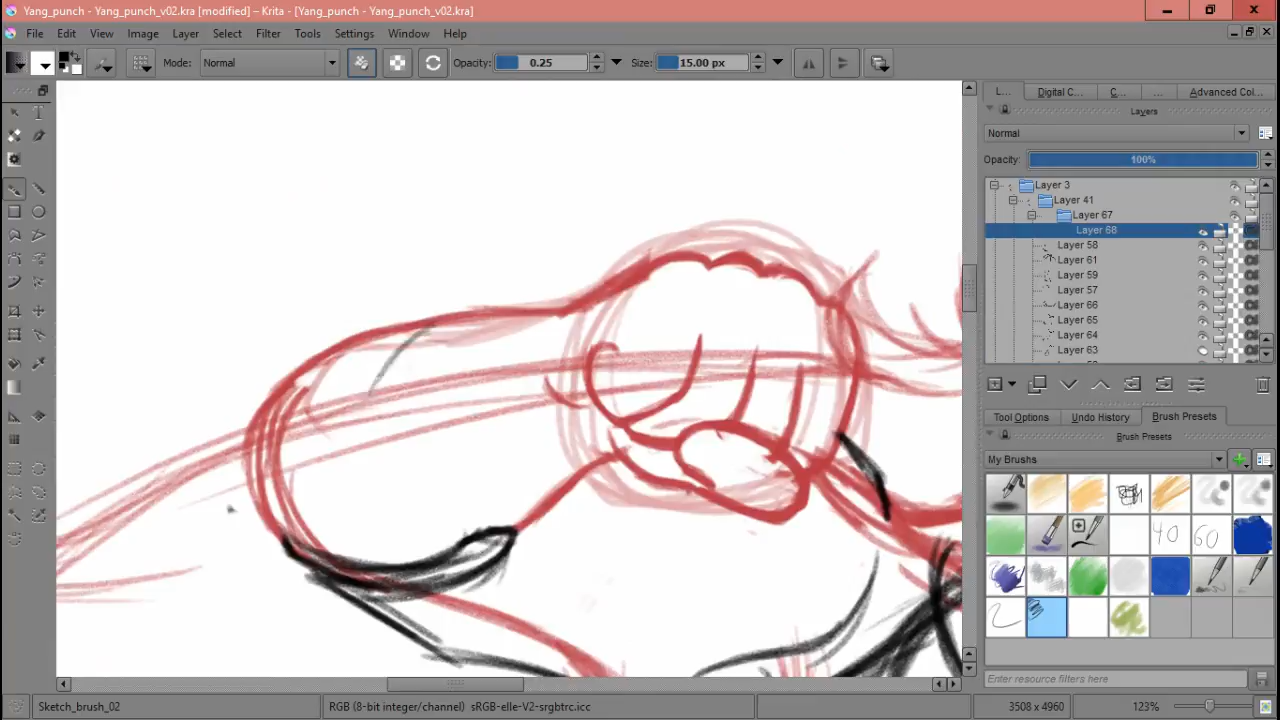 Yang_punch - Yang_punch_v02.kra [modified] – Krita - [Yang_punch - Yang_punch_v02.kra]
File Edit View Image Layer Select Filter Tools Settings Window Help
Mode: Normal Opacity: 0.25 Size: 15.00 px
L... Digital C... C... ... Advanced Col...
Layers
Normal
Opacity: 100%
Layer 3
Layer 41
Layer 67
Layer 68
Layer 58
Layer 61
Layer 59
Layer 57
Layer 66
Layer 65
Layer 64
Layer 63
Tool Options Undo History Brush Presets
Brush Presets
My Brushes
40 60
Enter resource filters here
Sketch_brush_02 RGB (8-bit integer/channel) sRGB-elle-V2-srgbtrc.icc 3508 x 4960 123%